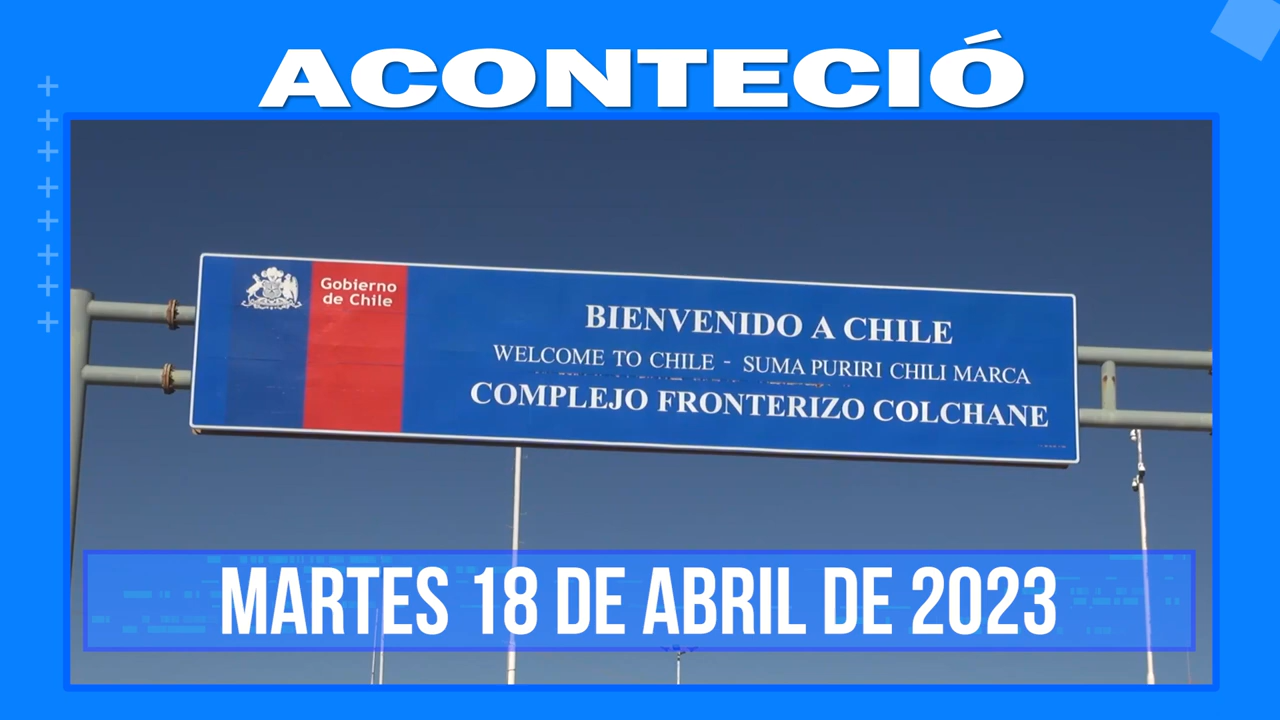 ACONTECIÓ
Gobierno
de Chile
BIENVENIDO A CHILE
WELCOME TO CHILE - SUMA PURIRI CHILI MARCA
COMPLEJO FRONTERIZO COLCHANE
MARTES 18 DE ABRIL DE 2023